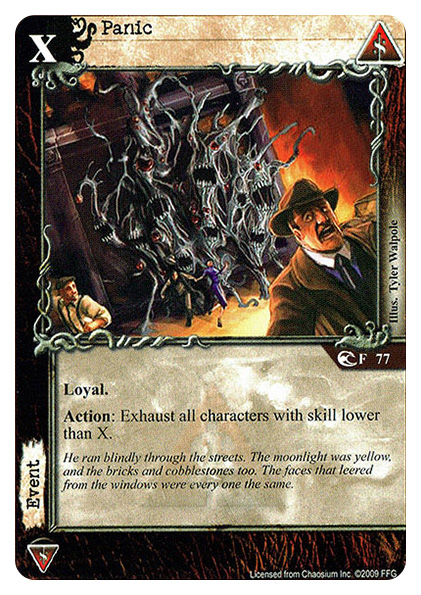 X
Panic
Illus. Tyler Walpole
F 77
Loyal.
Action: Exhaust all characters with skill lower
than X.
He ran blindly through the streets. The moonlight was yellow,
and the bricks and cobblestones too. The faces that leered
from the windows were every one the same.
Event
Licensed from Chaosium Inc. ©2009 FFG